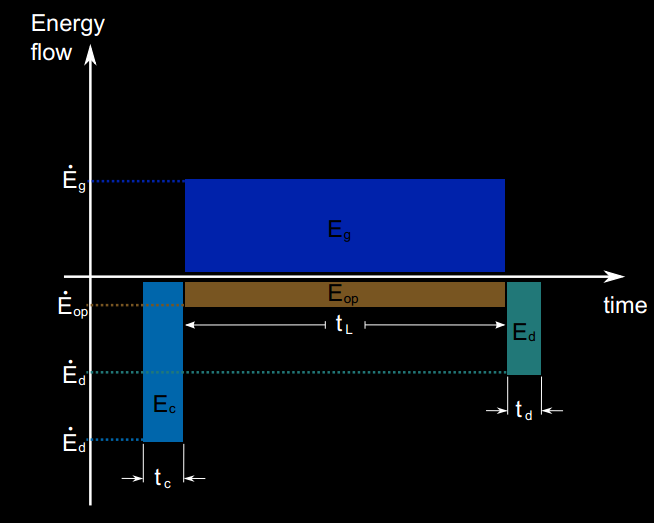 Energy
flow
Ėg
Eg
Ėop
Eop
time
tL
Ed
Ėd
Ec
td
Ėd
tc